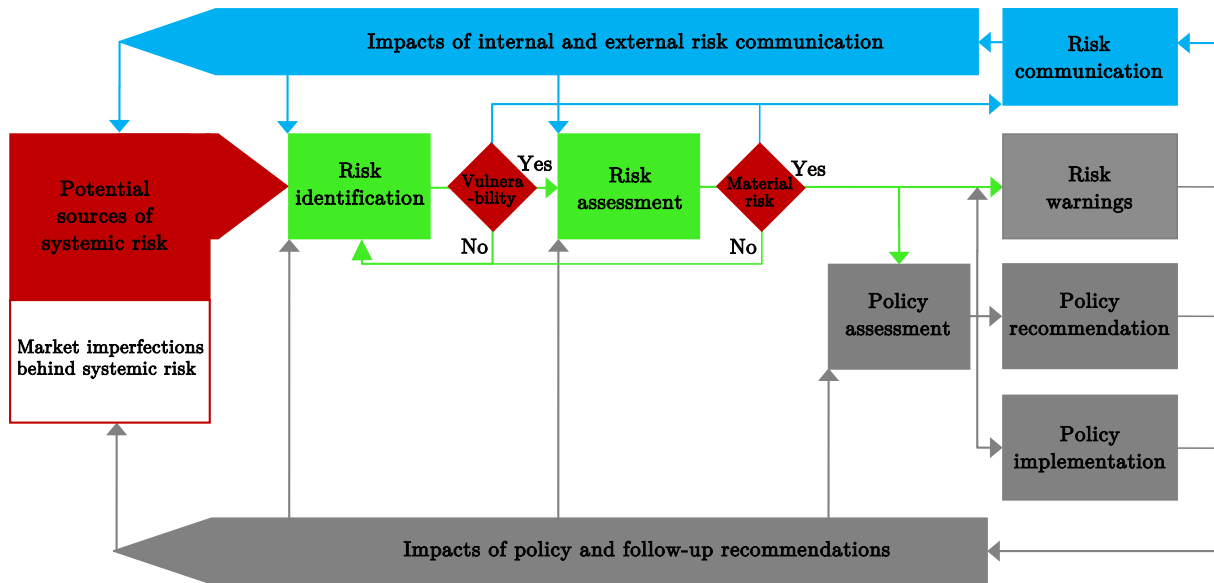 Impacts of internal and external risk communication
Risk
communication
Potential
sources of
systemic risk
Risk
identification
Vulnera
-bility
Yes
No
Risk
assessment
Material
risk
Yes
No
Risk
warnings
Policy
assessment
Policy
recommendation
Market imperfections
behind systemic risk
Policy
implementation
Impacts of policy and follow-up recommendations